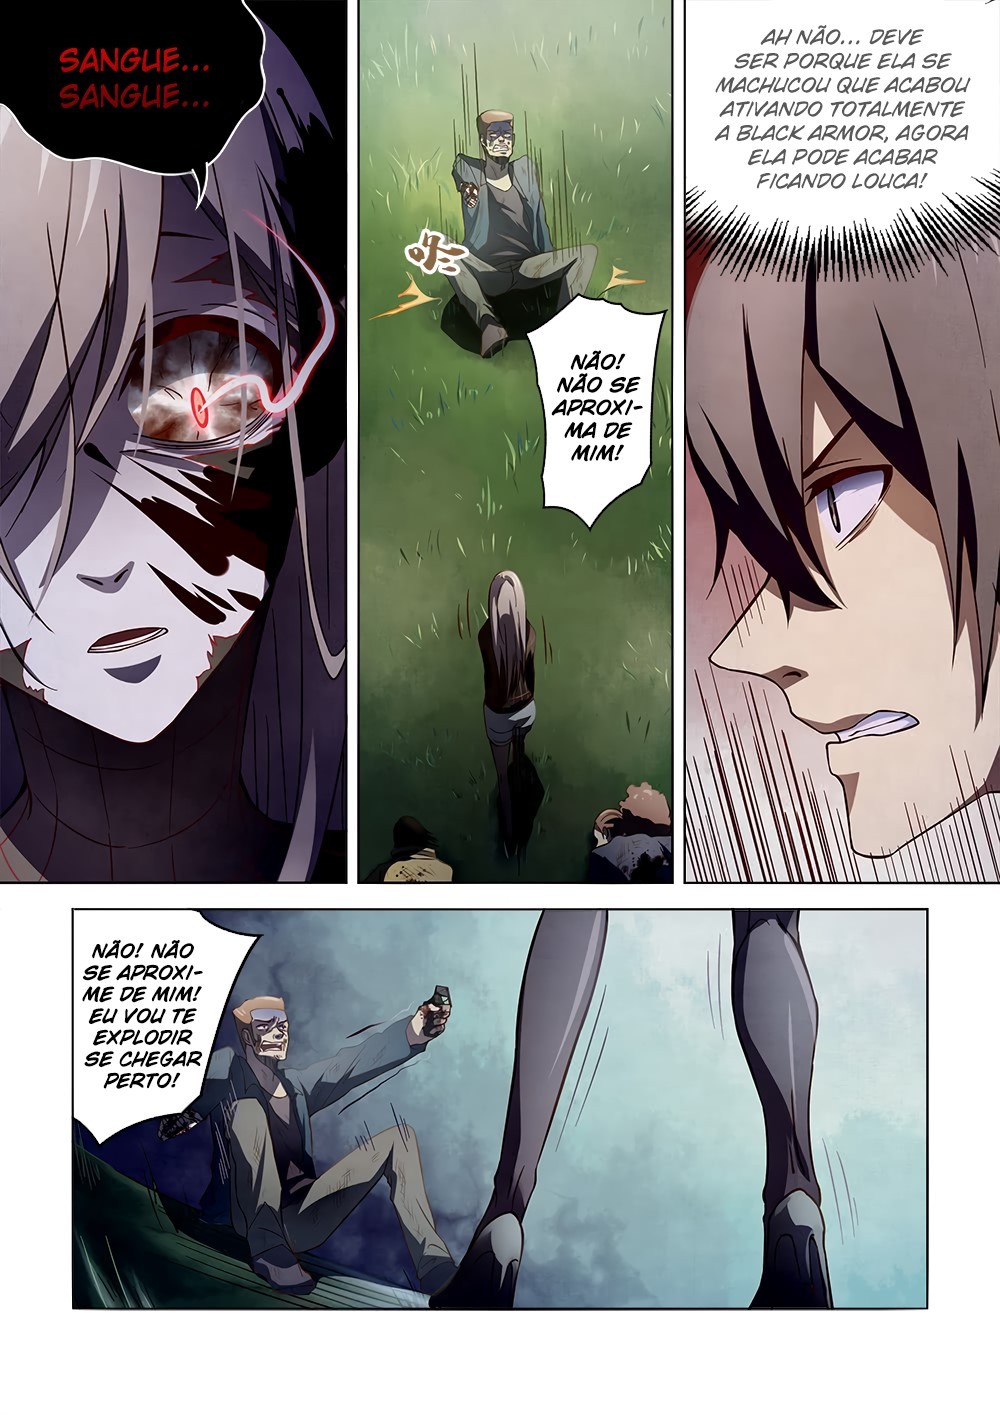 SANGUE...
SANGUE...
NÃO!
NÃO SE
APROXI-
MA DE
MIM!
AH NÃO... DEVE
SER PORQUE ELA SE
MACHUCOU QUE ACABOU
ATIVANDO TOTALMENTE
A BLACK ARMOR, AGORA
ELA PODE ACABAR
FICANDO LOUCA!
NÃO! NÃO
SE APROXI-
ME DE MIM!
EU VOU TE
EXPLODIR
SE CHEGAR
PERTO!